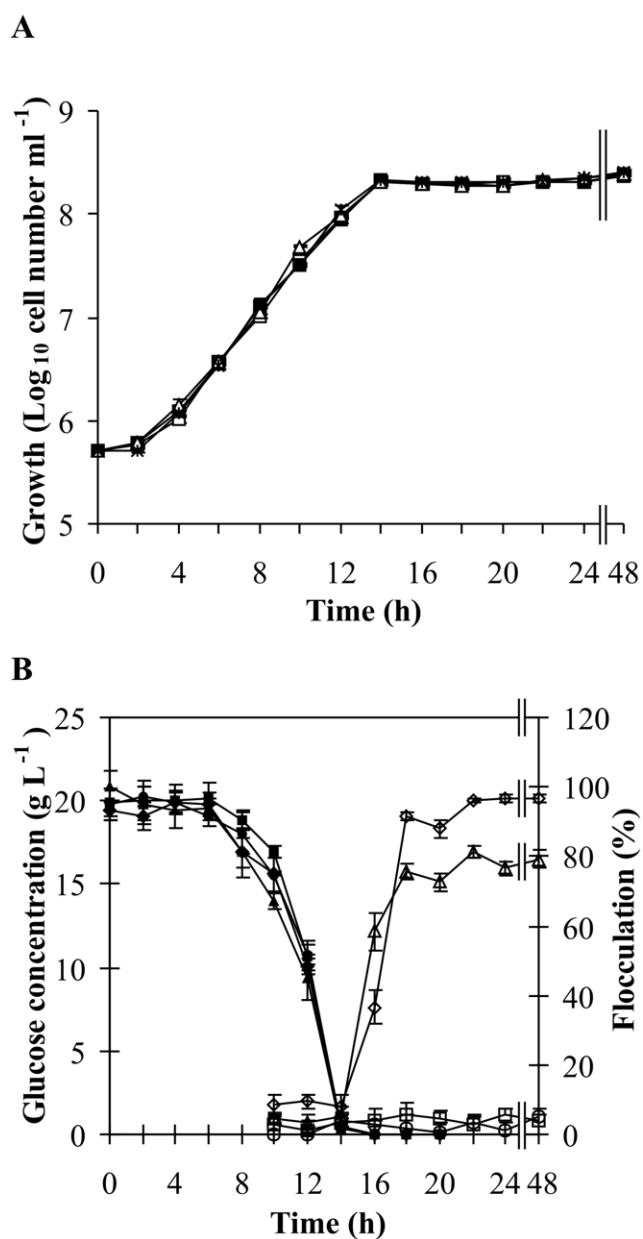 A
Growth (Log10 cell number ml-1)
9
8
7
6
5
0 4 8 12 16 20 24 48
Time (h)
B
Glucose concentration (g L-1)
25
20
15
10
5
0
120
100
80
60
40
20
0
Flocculation (%)
0 4 8 12 16 20 24 48
Time (h)